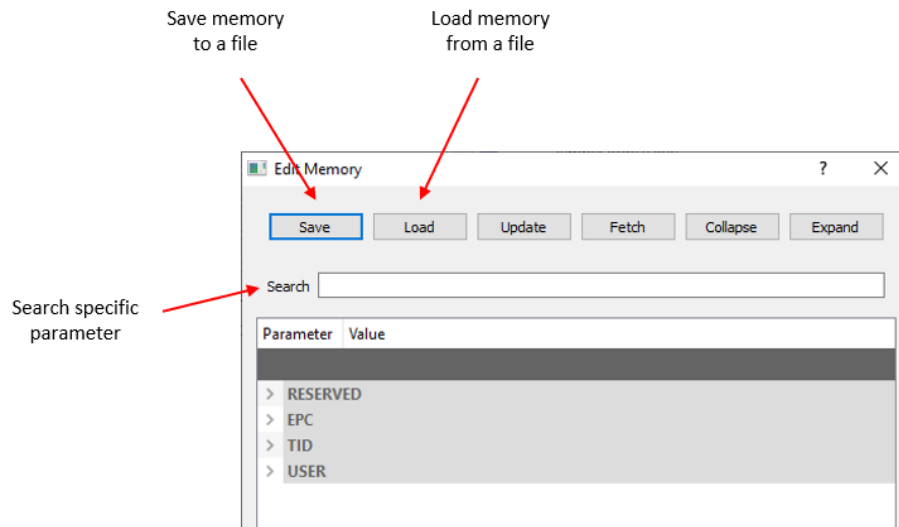 Save memory
to a file
Load memory
from a file
Edit Memory ?
Save Load Update Fetch Collapse Expand
Search
Search specific
parameter
Parameter Value
RESERVED
EPC
TID
USER